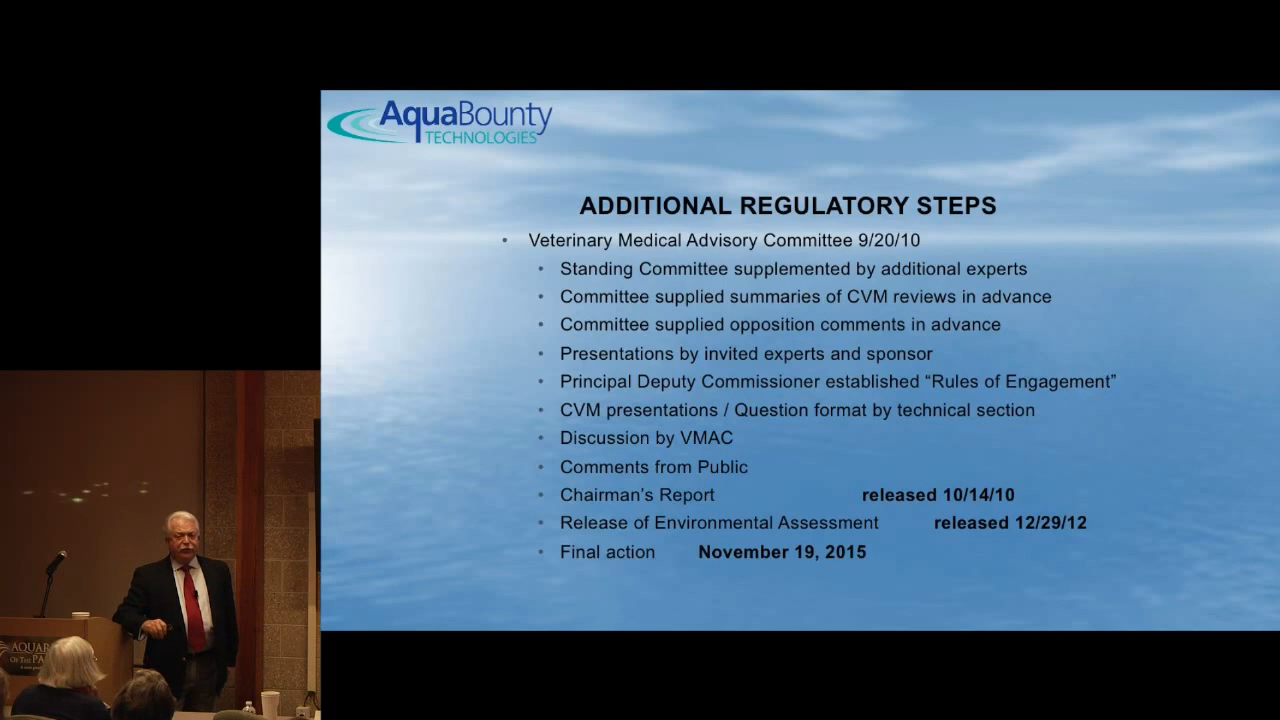 AquaBounty
TECHNOLOGIES
ADDITIONAL REGULATORY STEPS
• Veterinary Medical Advisory Committee 9/20/10
• Standing Committee supplemented by additional experts
• Committee supplied summaries of CVM reviews in advance
• Committee supplied opposition comments in advance
• Presentations by invited experts and sponsor
• Principal Deputy Commissioner established “Rules of Engagement”
• CVM presentations / Question format by technical section
• Discussion by VMAC
• Comments from Public
• Chairman’s Report released 10/14/10
• Release of Environmental Assessment released 12/29/12
• Final action November 19, 2015
OF THE